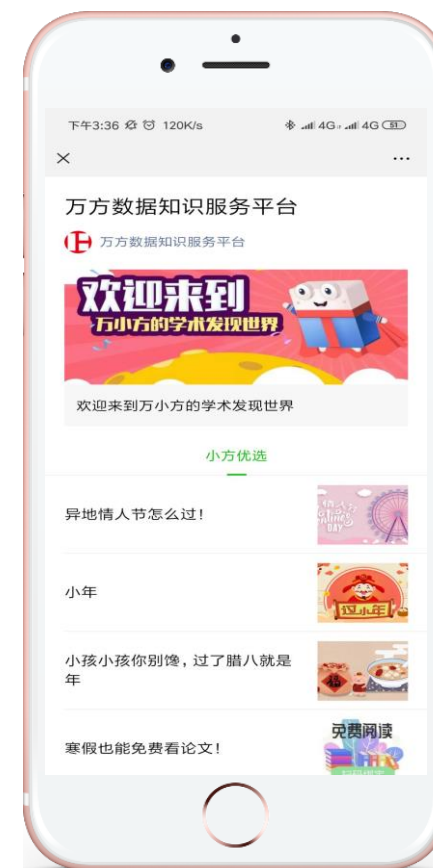 下午3:36 120K/s 4G 4G 51
万方数据知识服务平台
万方数据知识服务平台
欢迎来到
万小方的学术发现世界
欢迎来到万小方的学术发现世界
小方优选
异地情人节怎么过！
小年
过小年
小孩小孩你别馋，过了腊八就是
年
福
寒假也能免费看论文！
免费阅读